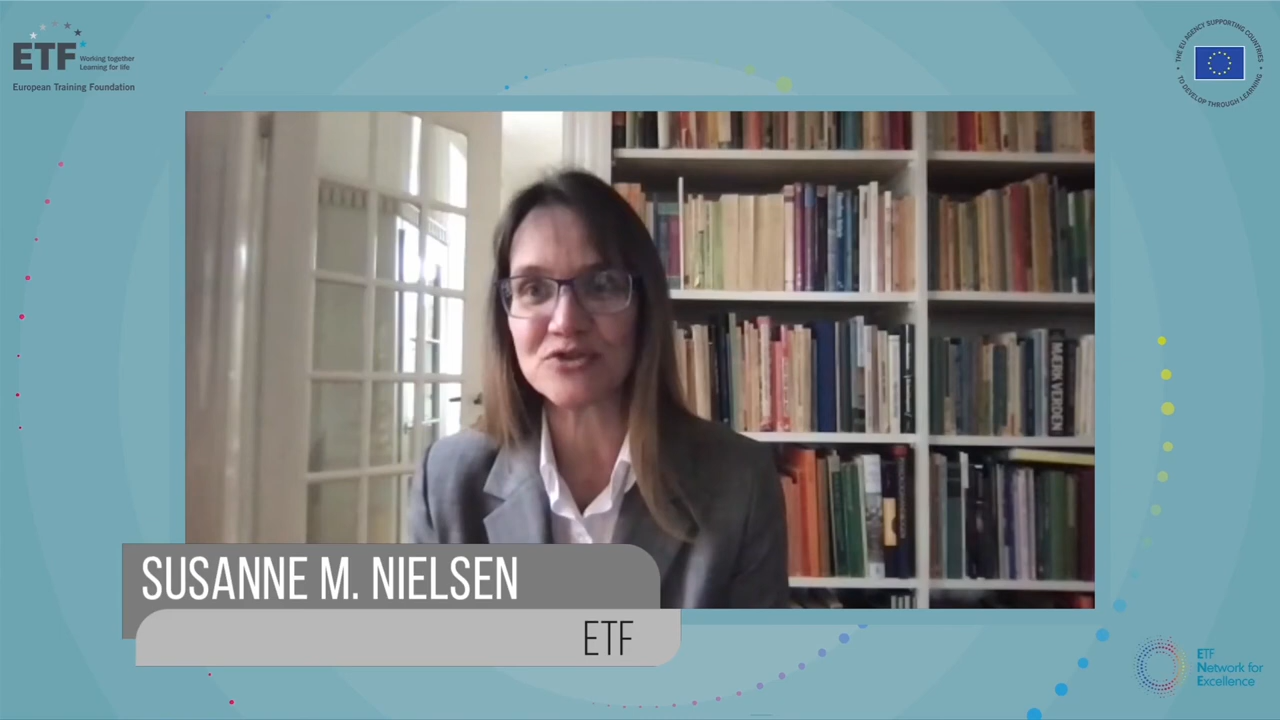 ETF
Working together
Learning for life
European Training Foundation
THE EU AGENCY SUPPORTING COUNTRIES
TO DEVELOP THROUGH LEARNING
MÆRK VERDEN
SUSANNE M. NIELSEN
ETF
ETF
Network for
Excellence